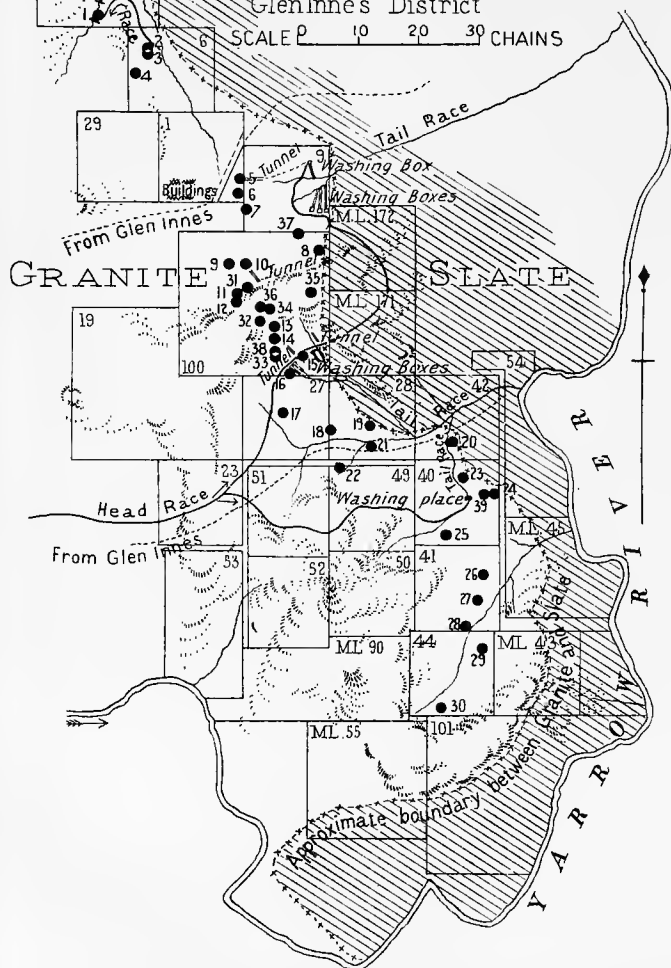 Glen Innes District
SCALE 0 10 20 30 CHAINS
1
Race
2
3
4
6
29
1
Buildings
5
6
7
Tunnel
9
Tail Race
Washing Box
Washing Boxes
From Glen Innes
M.L. 172
37
8
9
10
Tunnel
GRANITE
SLATE
31
11
12
36
34
35
M.L. 171
19
32
13
14
38
33
Tunnel
Tunnel
15
Washing Boxes
100
16
27
28
42
54
Tail Race
17
18
19
21
20
Tail Race
23
51
22
49
40
23
24
39
Washing place
Head Race
25
ML 45
From Glen Innes
53
52
50
41
26
27
28
ML 90
44
29
ML 43
30
ML 55
101
Approximate boundary between Granite and Slate
YARROW RIVER